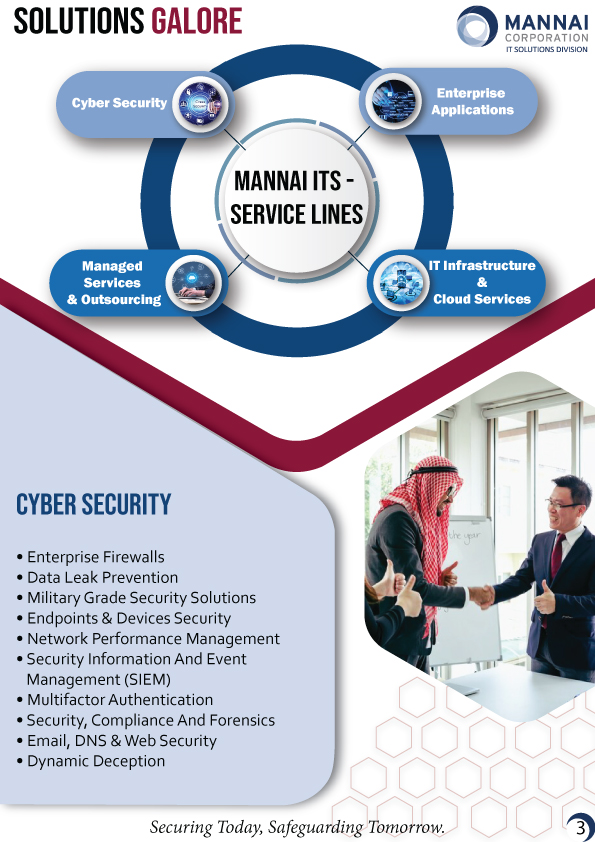 SOLUTIONS GALORE
MANNAI
CORPORATION
IT SOLUTIONS DIVISION
Cyber Security
Enterprise
Applications
MANNAI ITS -
SERVICE LINES
Managed
Services
& Outsourcing
IT Infrastructure
&
Cloud Services
CYBER SECURITY
• Enterprise Firewalls
• Data Leak Prevention
• Military Grade Security Solutions
• Endpoints & Devices Security
• Network Performance Management
• Security Information And Event
Management (SIEM)
• Multifactor Authentication
• Security, Compliance And Forensics
• Email, DNS & Web Security
• Dynamic Deception
the year
Securing Today, Safeguarding Tomorrow.
3